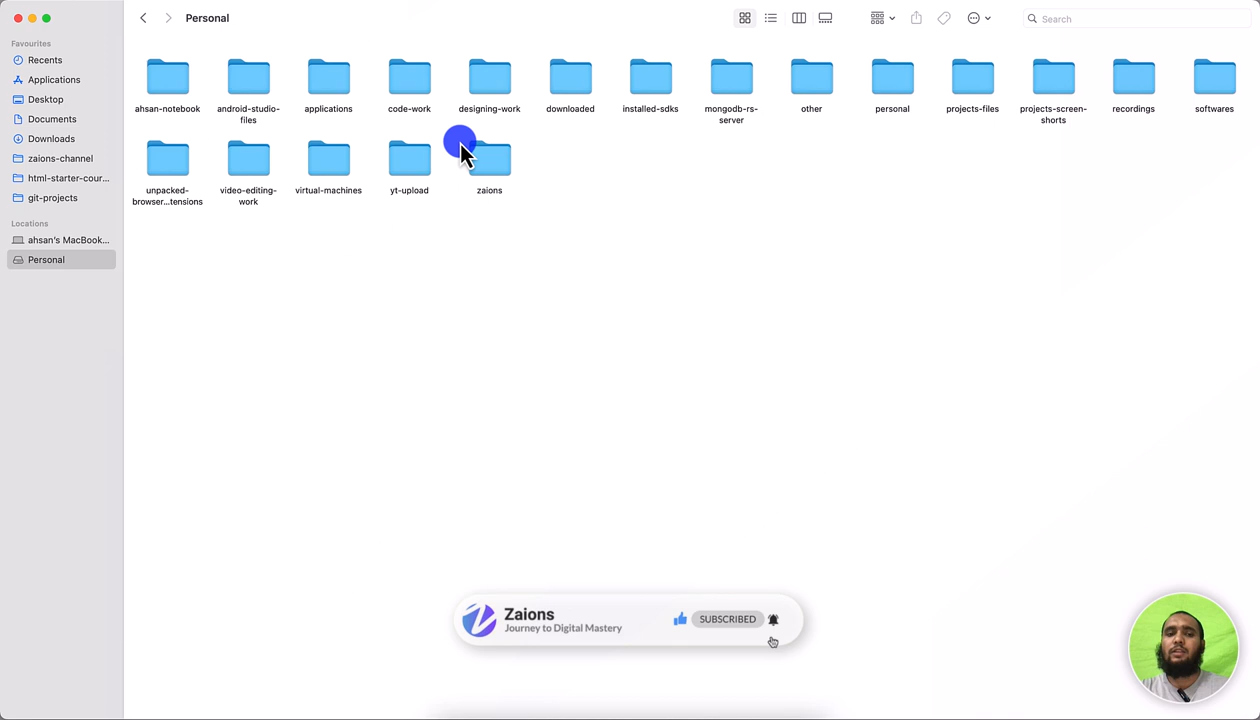 Personal
Search
Favourites
Recents
Applications
Desktop
Documents
Downloads
zaions-channel
html-starter-cour...
git-projects
Locations
ahsan's MacBook...
Personal
ahsan-notebook
android-studio-
files
applications
code-work
designing-work
downloaded
installed-sdks
mongodb-rs-
server
other
personal
projects-files
projects-screen-
shorts
recordings
softwares
unpacked-
browser...tensions
video-editing-
work
virtual-machines
yt-upload
zaions
Zaions
Journey to Digital Mastery
SUBSCRIBED